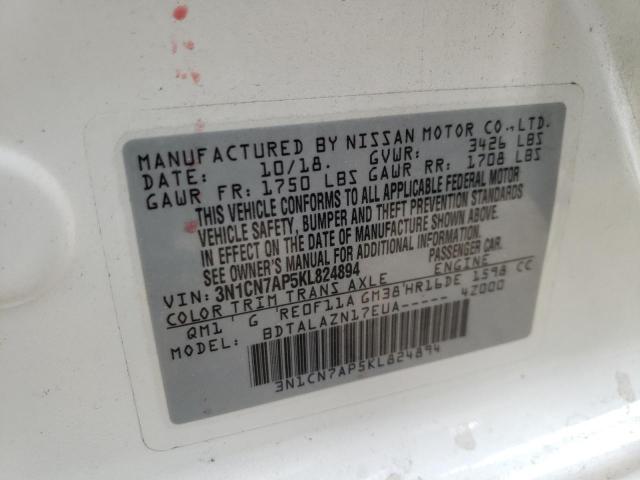 MANUFACTURED BY NISSAN MOTOR CO.,LTD.
DATE: 10/18. GVWR: 3426 LBS
GAWR FR: 1750 LBS GAWR RR: 1708 LBS
THIS VEHICLE CONFORMS TO ALL APPLICABLE FEDERAL MOTOR
VEHICLE SAFETY, BUMPER AND THEFT PREVENTION STANDARDS
IN EFFECT ON THE DATE OF MANUFACTURE SHOWN ABOVE.
SEE OWNER'S MANUAL FOR ADDITIONAL INFORMATION.
VIN: 3N1CN7AP5KL824894 PASSENGER CAR.
COLOR TRIM TRANS AXLE ENGINE
QM1 ' G 'RE0F11A GM38'HR16DE 1598 CC
MODEL: BDTALAZN17EUA----- 42000
3N1CN7AP5KL824894